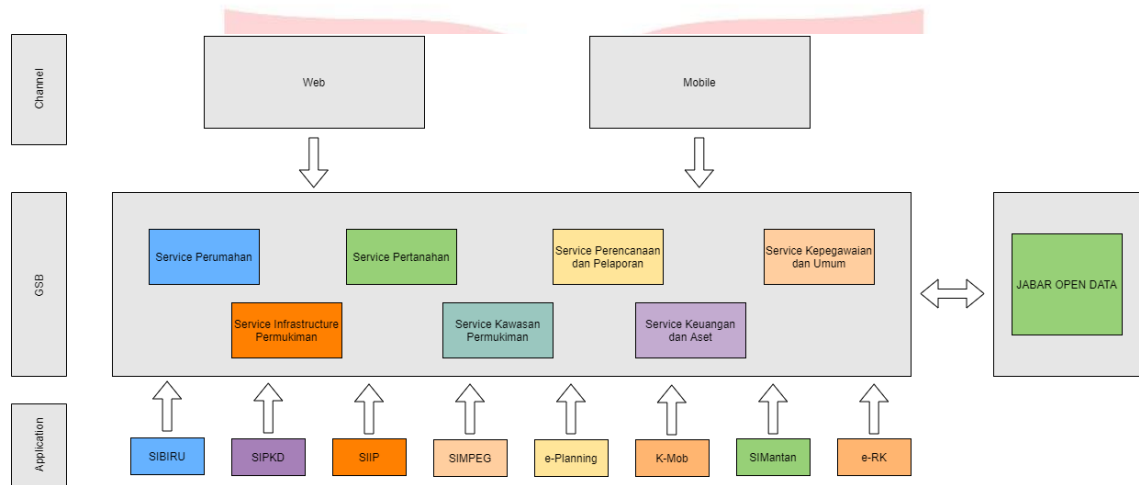 Channel
Web
Mobile
GSB
Service Perumahan
Service Pertanahan
Service Perencanaan
dan Pelaporan
Service Kepegawaian
dan Umum
Service Infrastructure
Permukiman
Service Kawasan
Permukiman
Service Keuangan
dan Aset
JABAR OPEN DATA
Application
SIBIRU
SIPKD
SIIP
SIMPEG
e-Planning
K-Mob
SIMantan
e-RK